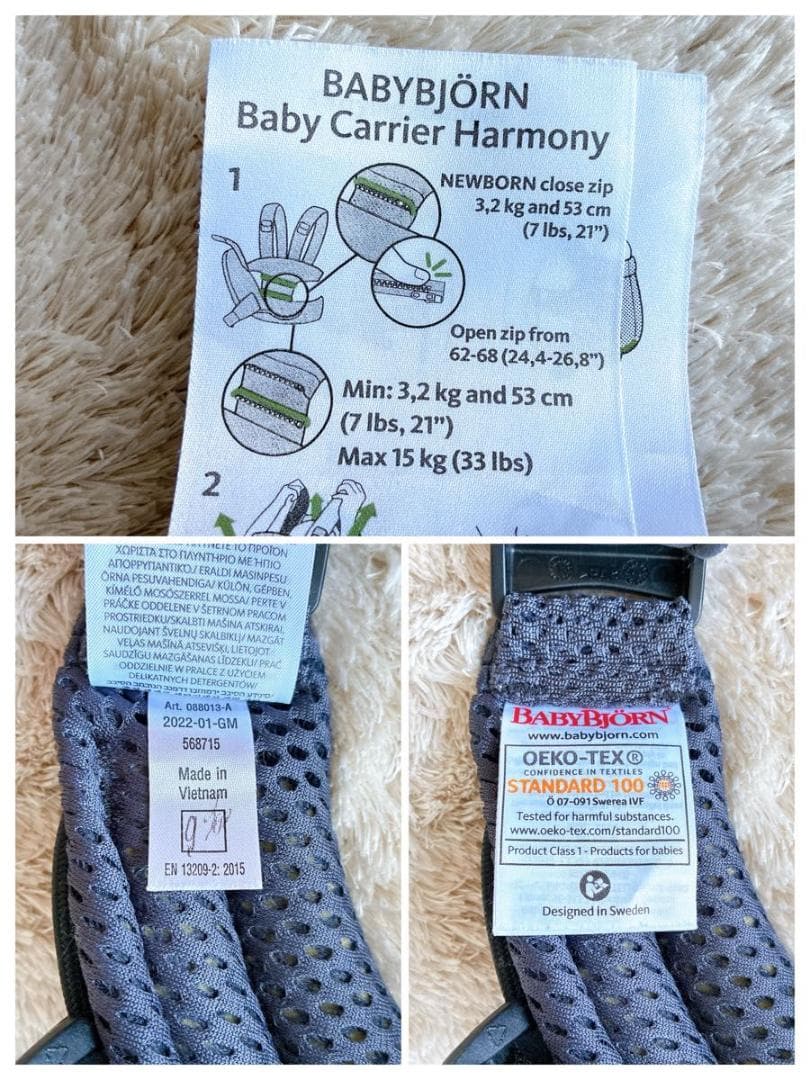 BABYBJÖRN
Baby Carrier Harmony
1
NEWBORN close zip
3,2 kg and 53 cm
(7 lbs, 21”)
Open zip from
62-68 (24,4-26,8”)
Min: 3,2 kg and 53 cm
(7 lbs, 21”)
Max 15 kg (33 lbs)
2
ΤΟ ΠΡΟΪΟΝ
ΧΩΡΙΣΤΑ ΣΤΟ ΠΛΥΝΤΗΡΙΟ ΜΕ ΉΠΙΟ
ΑΠΟΡΡΥΠΑΝΤΙΚΟ./ ERALDI MASINPESU
ÕRNA PESUVAHENDIGA/ KÜLÖN, GÉPBEN,
KÍMÉLŐ MOSÓSZERREL MOSSA/ PERTE V
PRÁČKE ODDELENE V ŠETRNOM PRACOM
PROSTRIEDKU/SKALBTI MAŠINA ATSKIRAI,
NAUDOJANT ŠVELNŲ SKALBIKLĮ/ MAZGĀT
VEĻAS MAŠĪNĀ ATSEVIŠĶI, LIETOJOT
SAUDZĪGU MAZGĀŠANAS LĪDZEKLI/ PRAĆ
ODDZIELNIE W PRALCE Z UŻYCIEM
DELIKATNYCH DETERGENTÓW/
Art. 088013-A
2022-01-GM
568715
Made in
Vietnam
EN 13209-2: 2015
BABYBJÖRN
www.babybjorn.com
OEKO-TEX®
CONFIDENCE IN TEXTILES
STANDARD 100
Ö 07-091 Swerea IVF
Tested for harmful substances.
www.oeko-tex.com/standard100
Product Class 1 - Products for babies
Designed in Sweden